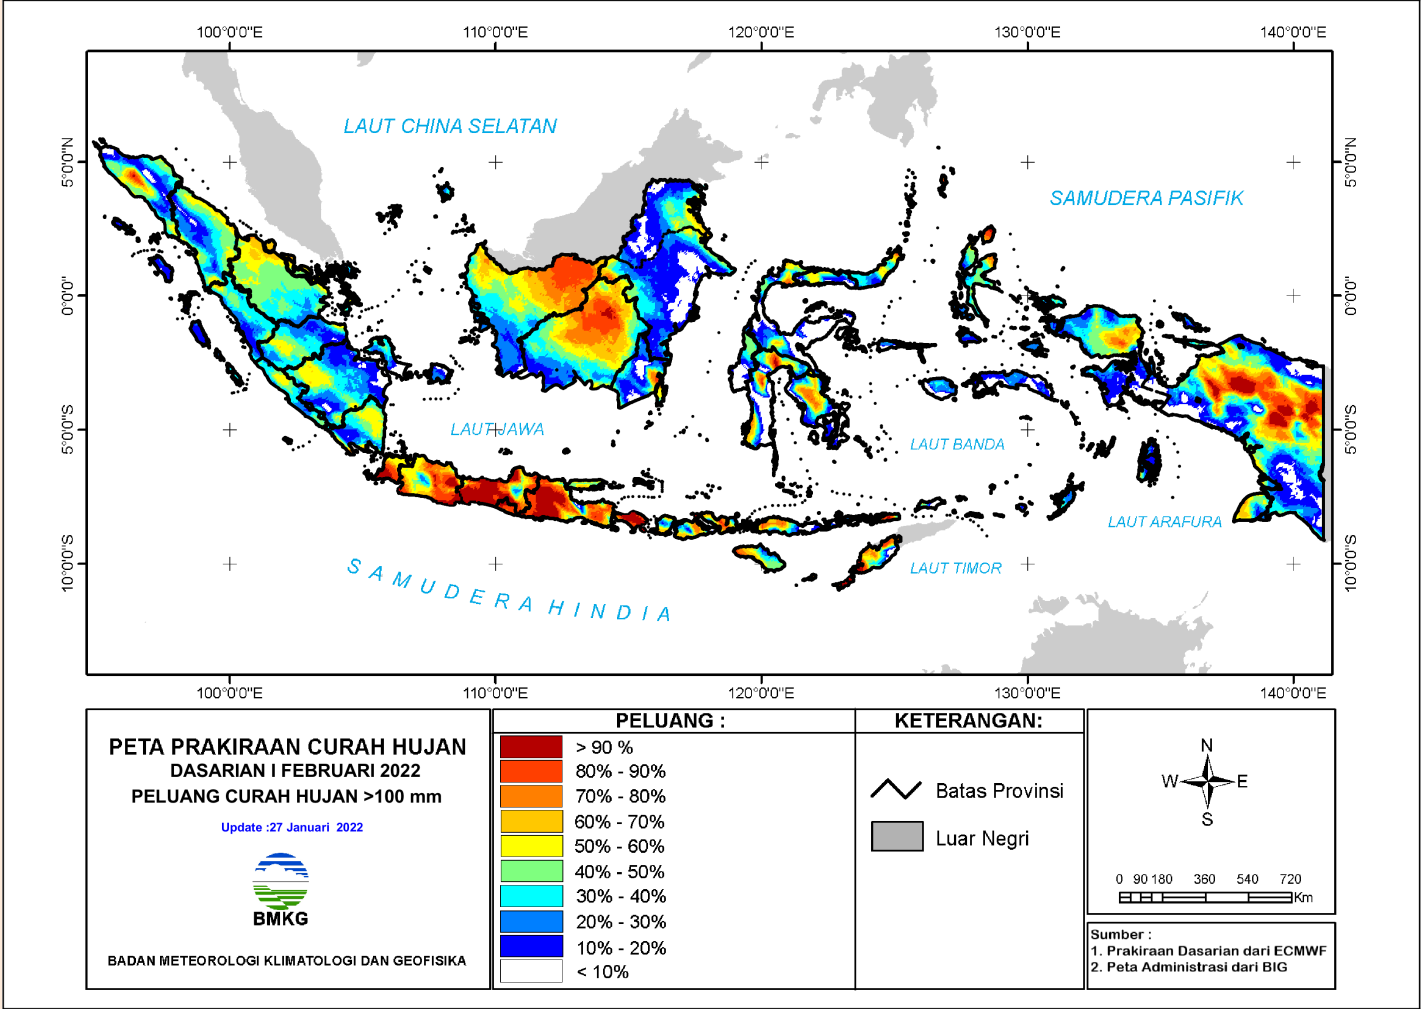 100°0'0"E 110°0'0"E 120°0'0"E 130°0'0"E 140°0'0"E
5°0'0"N 0°0'0" 5°0'0"S 10°0'0"S
LAUT CHINA SELATAN
SAMUDERA PASIFIK
LAUT JAWA
LAUT BANDA
LAUT ARAFURA
LAUT TIMOR
SAMUDERA HINDIA
5°0'0"N 0°0'0" 5°0'0"S 10°0'0"S
100°0'0"E 110°0'0"E 120°0'0"E 130°0'0"E 140°0'0"E
PETA PRAKIRAAN CURAH HUJAN
DASARIAN I FEBRUARI 2022
PELUANG CURAH HUJAN >100 mm
Update :27 Januari 2022
BMKG
BADAN METEOROLOGI KLIMATOLOGI DAN GEOFISIKA
PELUANG :
> 90 %
80% - 90%
70% - 80%
60% - 70%
50% - 60%
40% - 50%
30% - 40%
20% - 30%
10% - 20%
< 10%
KETERANGAN:
Batas Provinsi
Luar Negri
N
W E
S
0 90 180 360 540 720
Km
Sumber :
1. Prakiraan Dasarian dari ECMWF
2. Peta Administrasi dari BIG